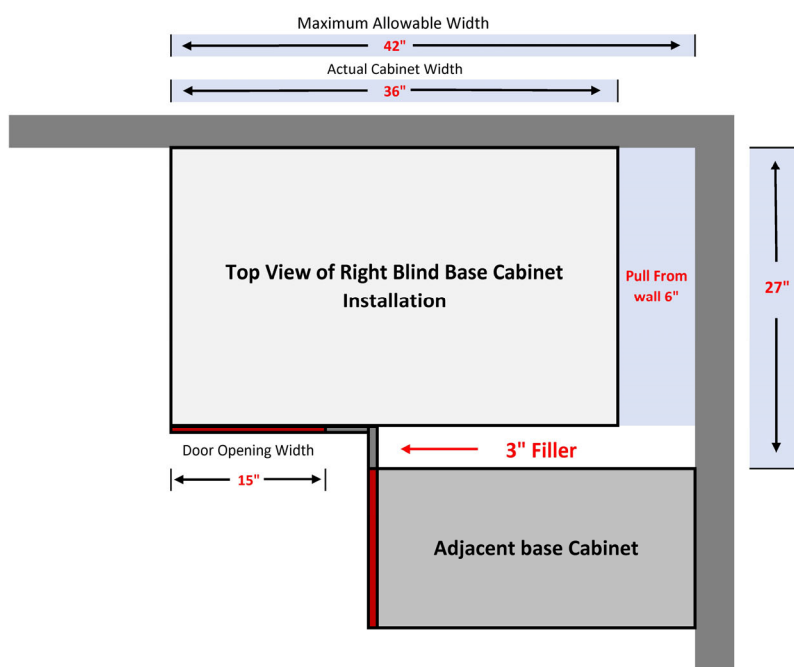 Maximum Allowable Width
42"
Actual Cabinet Width
36"
Top View of Right Blind Base Cabinet
Installation
Pull From
wall 6"
27"
Door Opening Width
15"
3" Filler
Adjacent base Cabinet